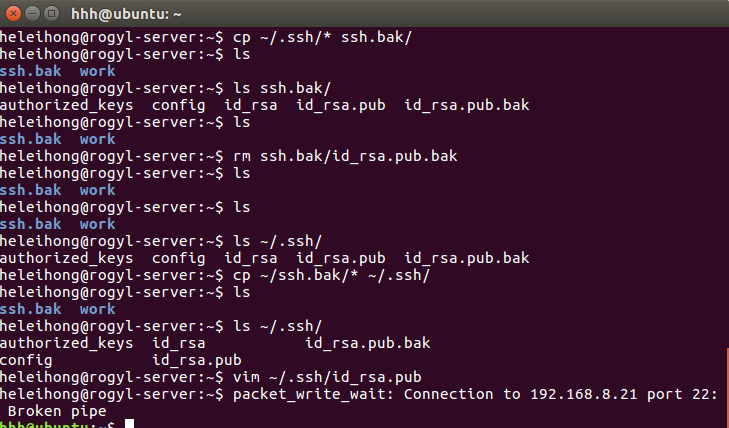 hhh@ubuntu: ~
heleihong@rogyl-server:~$ cp ~/.ssh/* ssh.bak/
heleihong@rogyl-server:~$ ls
ssh.bak  work
heleihong@rogyl-server:~$ ls ssh.bak/
authorized_keys  config  id_rsa  id_rsa.pub  id_rsa.pub.bak
heleihong@rogyl-server:~$ ls
ssh.bak  work
heleihong@rogyl-server:~$ rm ssh.bak/id_rsa.pub.bak
heleihong@rogyl-server:~$ ls
ssh.bak  work
heleihong@rogyl-server:~$ ls
ssh.bak  work
heleihong@rogyl-server:~$ ls ~/.ssh/
authorized_keys  config  id_rsa  id_rsa.pub  id_rsa.pub.bak
heleihong@rogyl-server:~$ cp ~/ssh.bak/* ~/.ssh/
heleihong@rogyl-server:~$ ls
ssh.bak  work
heleihong@rogyl-server:~$ ls ~/.ssh/
authorized_keys  id_rsa           id_rsa.pub.bak
config           id_rsa.pub
heleihong@rogyl-server:~$ vim ~/.ssh/id_rsa.pub
heleihong@rogyl-server:~$ packet_write_wait: Connection to 192.168.8.21 port 22:
 Broken pipe
hhh@ubuntu:~$